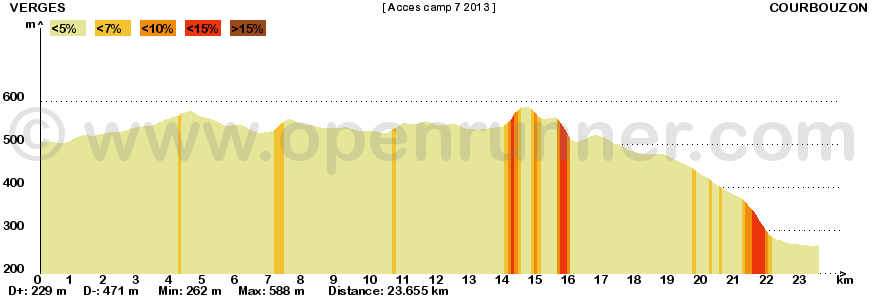 VERGES [ Acces camp 7 2013 ] COURBOUZON
m
<5% <7% <10% <15% >15%
600
500
400
300
200
© www.openrunner.com
0 1 2 3 4 5 6 7 8 9 10 11 12 13 14 15 16 17 18 19 20 21 22 23 km
D+: 229 m D-: 471 m Min: 262 m Max: 588 m Distance: 23.655 km